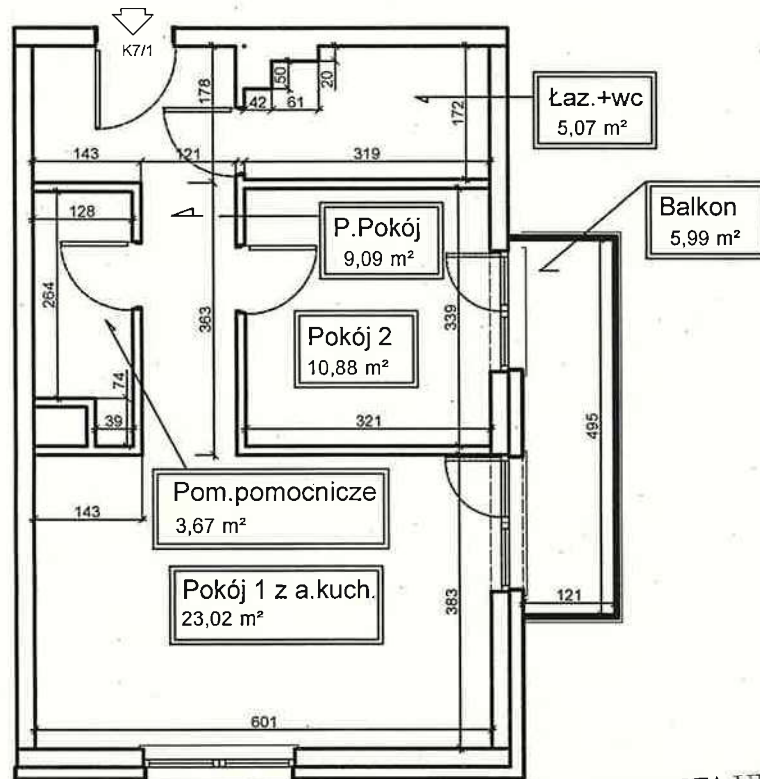 K7/1
178
50
20
42
61
172
Łaz.+wc
5,07 m²
143
121
319
128
P.Pokój
9,09 m²
Balkon
5,99 m²
264
363
339
Pokój 2
10,88 m²
74
39
321
495
Pom.pomocnicze
3,67 m²
143
Pokój 1 z a.kuch.
23,02 m²
383
121
601